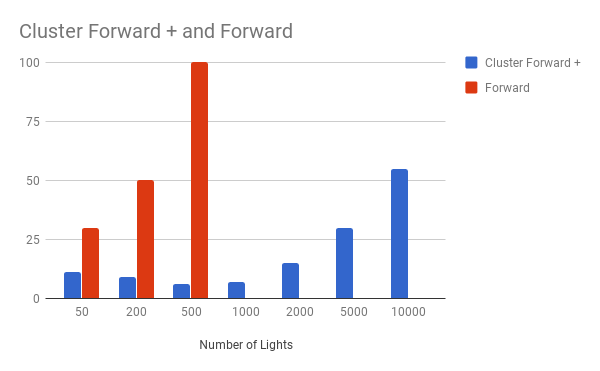 Cluster Forward + and Forward
100
75
50
25
0
50 200 500 1000 2000 5000 10000
Number of Lights
Cluster Forward +
Forward